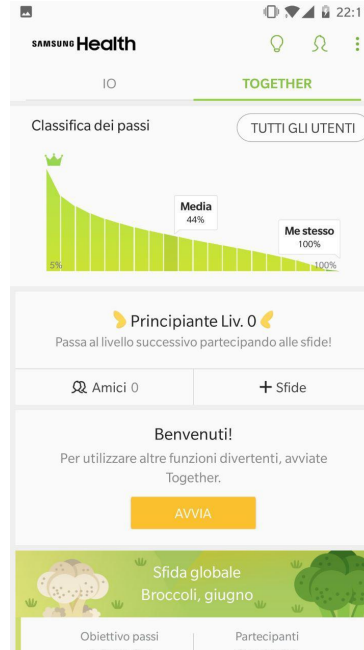 22:1
SAMSUNG Health
IO
TOGETHER
Classifica dei passi
TUTTI GLI UTENTI
Media
44%
Me stesso
100%
5%
100%
Principiante Liv. 0
Passa al livello successivo partecipando alle sfide!
Amici 0
+ Sfide
Benvenuti!
Per utilizzare altre funzioni divertenti, avviate
Together.
AVVIA
Sfida globale
Broccoli, giugno
Obiettivo passi
Partecipanti